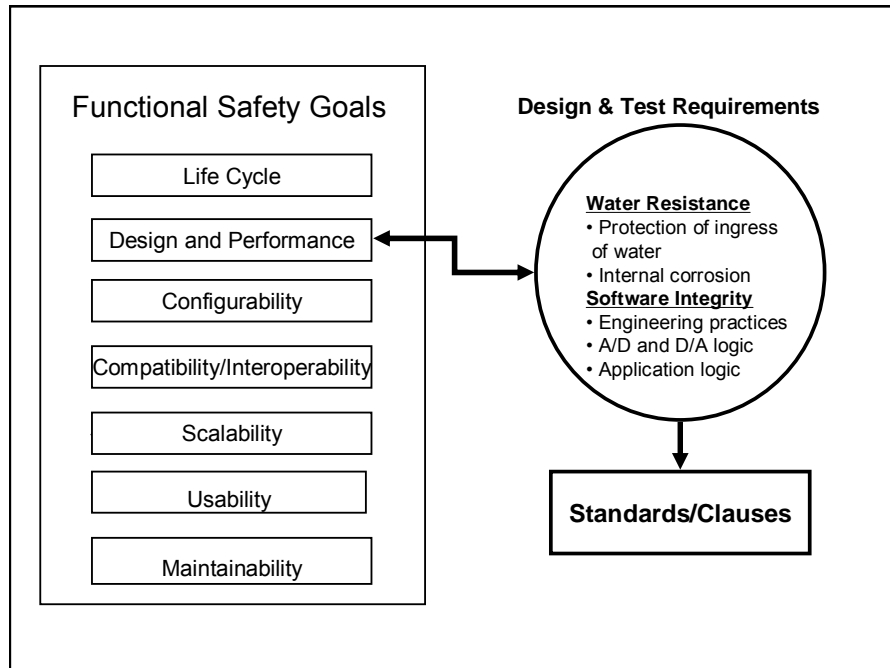 Functional Safety Goals
Life Cycle
Design and Performance
Configurability
Compatibility/Interoperability
Scalability
Usability
Maintainability
Design & Test Requirements
Water Resistance
• Protection of ingress
of water
• Internal corrosion
Software Integrity
• Engineering practices
• A/D and D/A logic
• Application logic
Standards/Clauses